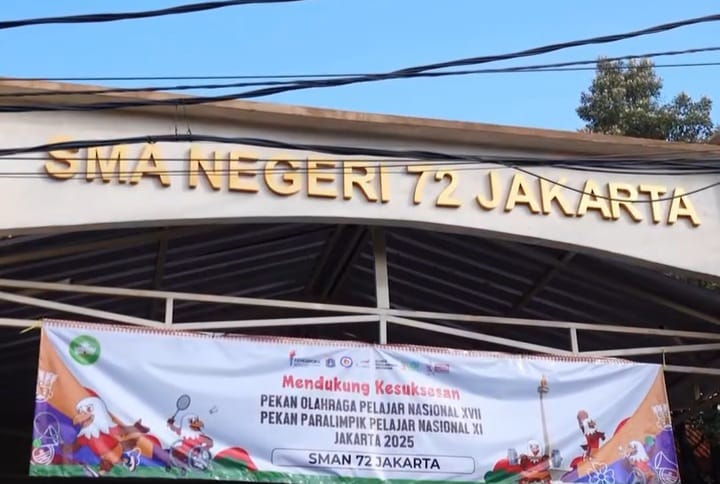 SMA NEGERI 72 JAKARTA
Mendukung Kesuksesan
PEKAN OLAHRAGA PELAJAR NASIONAL XVII
PEKAN PARALIMPIK PELAJAR NASIONAL XI
JAKARTA 2025
SMAN 72 JAKARTA